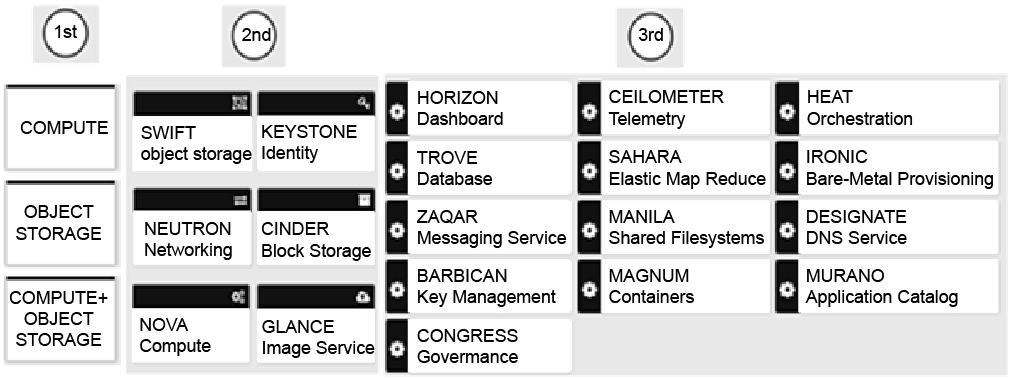 1st
2nd
3rd
COMPUTE
OBJECT
STORAGE
COMPUTE+
OBJECT
STORAGE
SWIFT
object storage
KEYSTONE
Identity
NEUTRON
Networking
CINDER
Block Storage
NOVA
Compute
GLANCE
Image Service
HORIZON
Dashboard
CEILOMETER
Telemetry
HEAT
Orchestration
TROVE
Database
SAHARA
Elastic Map Reduce
IRONIC
Bare-Metal Provisioning
ZAQAR
Messaging Service
MANILA
Shared Filesystems
DESIGNATE
DNS Service
BARBICAN
Key Management
MAGNUM
Containers
MURANO
Application Catalog
CONGRESS
Govermance